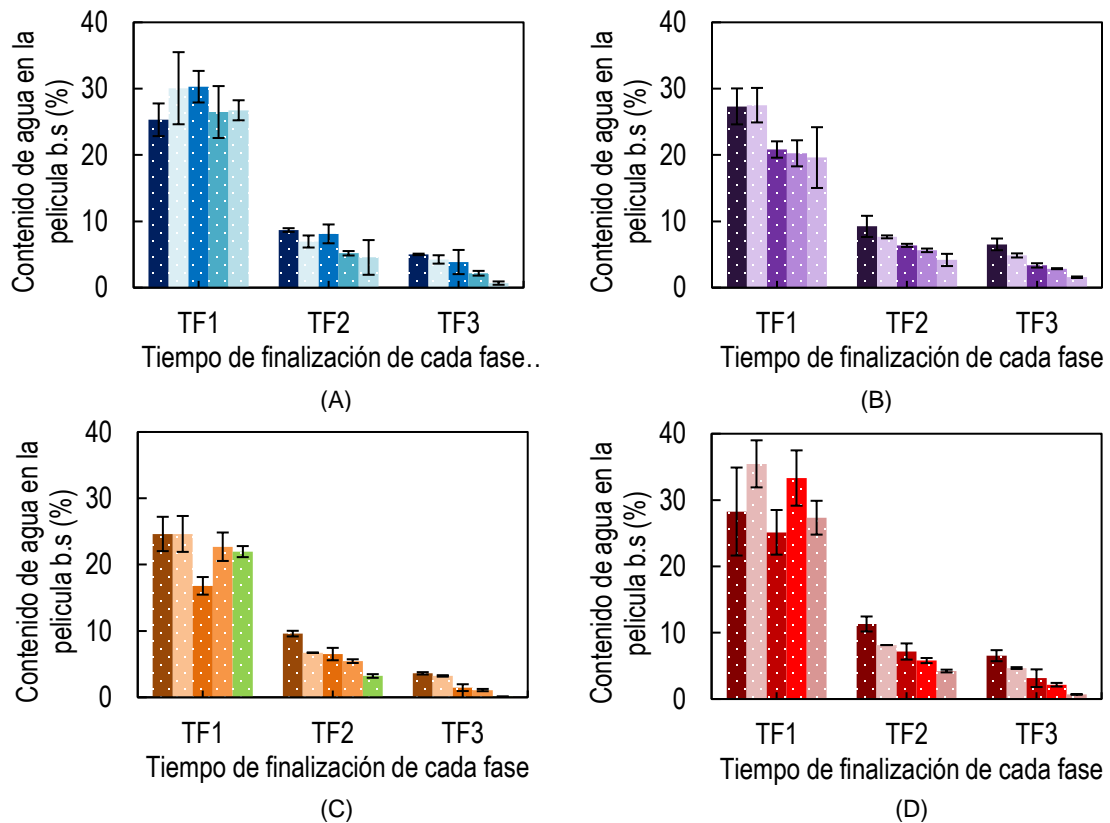 Contenido de agua en la
pelicula b.s (%)
40
30
20
10
0
TF1 TF2 TF3
Tiempo de finalización de cada fase..
(A)
Contenido de agua en la
pelicula b.s (%)
40
30
20
10
0
TF1 TF2 TF3
Tiempo de finalización de cada fase
(B)
Contenido de agua en la
pelicula b.s (%)
40
30
20
10
0
TF1 TF2 TF3
Tiempo de finalización de cada fase
(C)
Contenido de agua en la
pelicula b.s (%)
40
30
20
10
0
TF1 TF2 TF3
Tiempo de finalización de cada fase
(D)